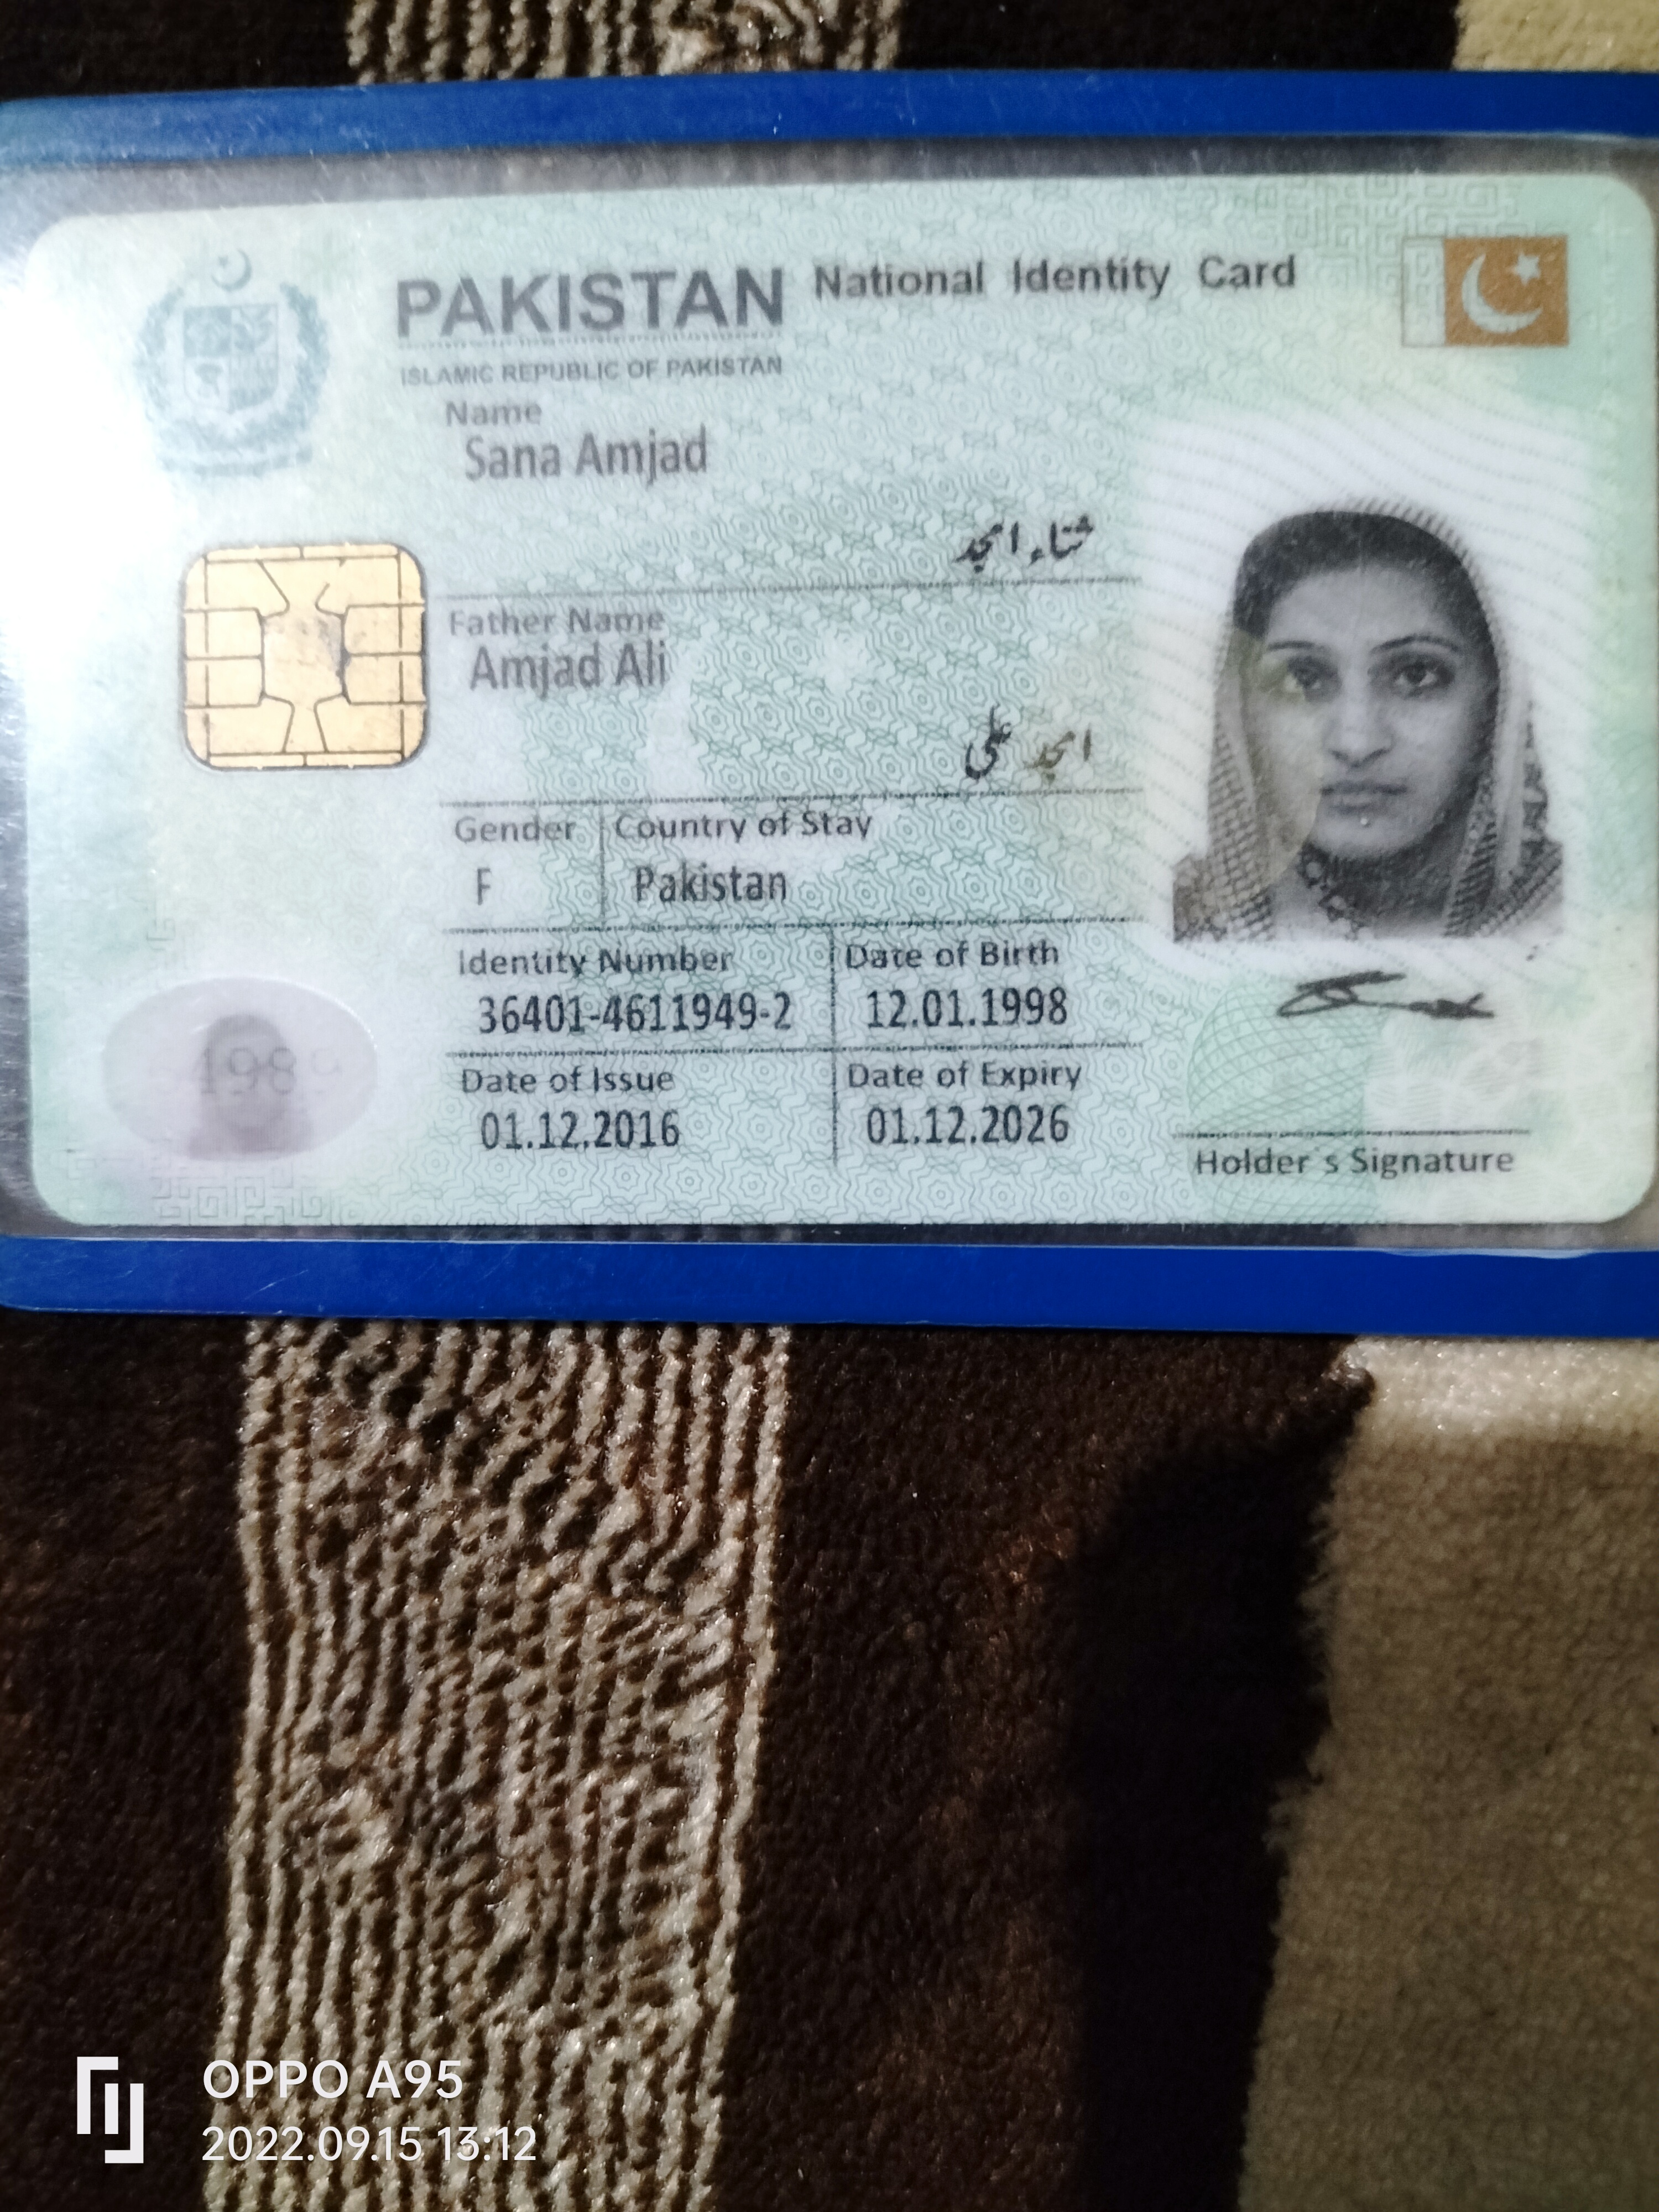 PAKISTAN National Identity Card
ISLAMIC REPUBLIC OF PAKISTAN
Name
Sana Amjad
ثناء امجد
Father Name
Amjad Ali
امجد علی
Gender Country of Stay
F Pakistan
Identity Number Date of Birth
36401-4611949-2 12.01.1998
Date of Issue Date of Expiry
01.12.2016 01.12.2026
Holder`s Signature
OPPO A95
2022.09.15 13:12